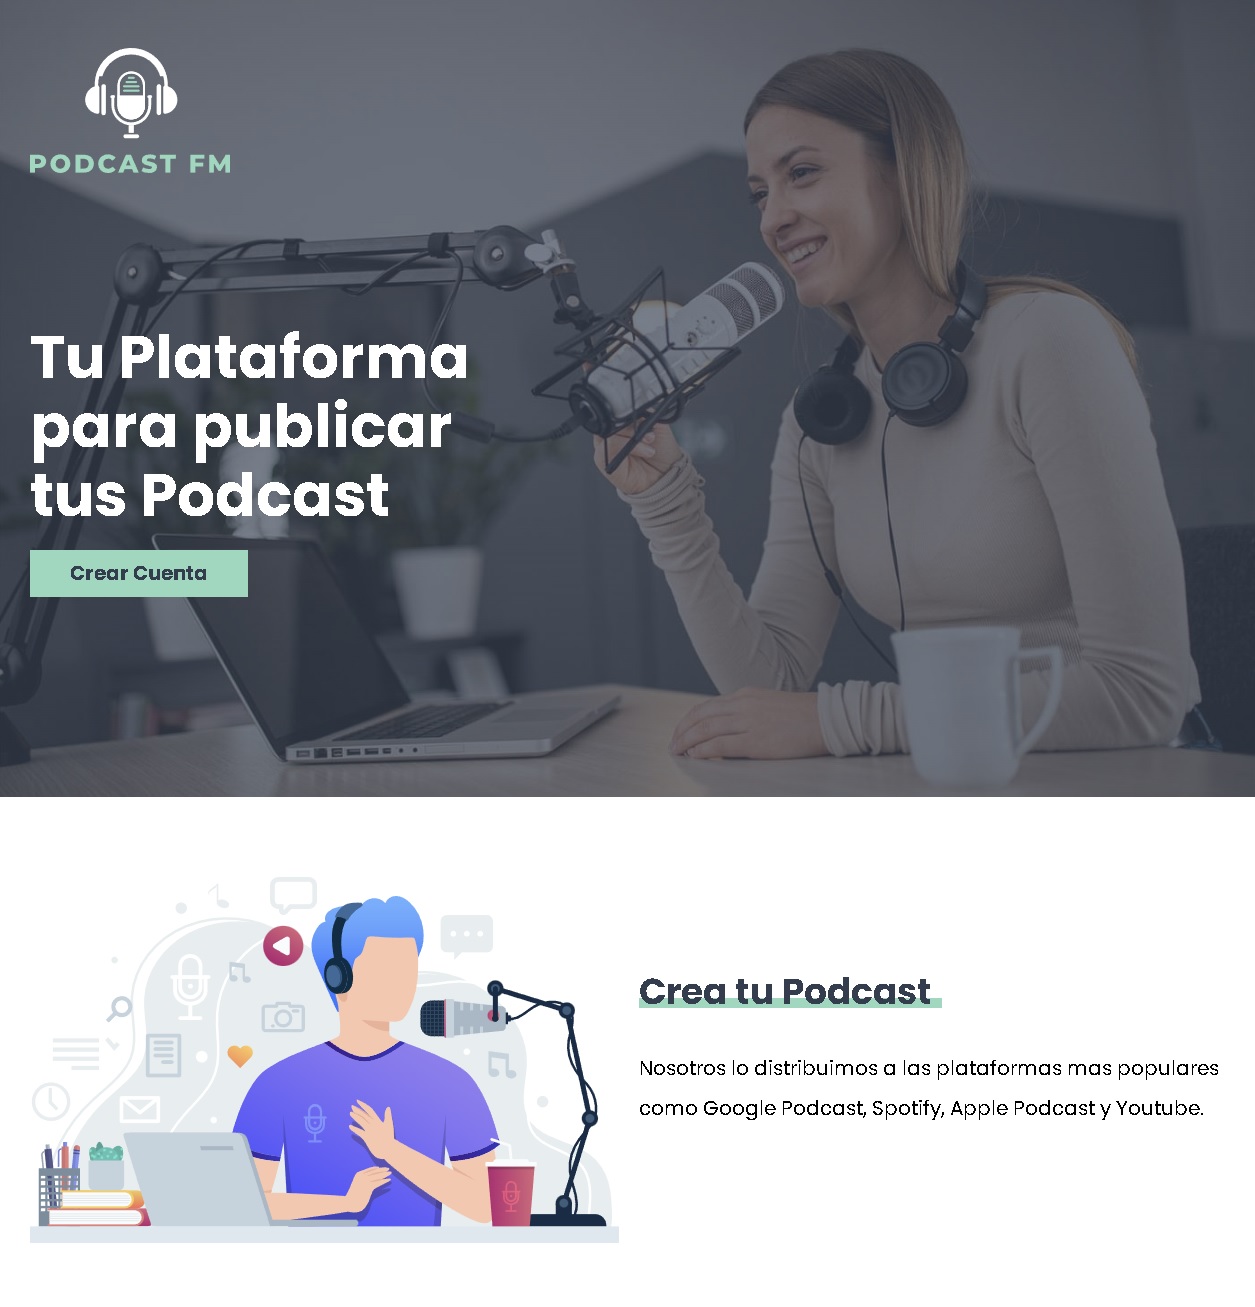 PODCAST FM
Tu Plataforma
para publicar
tus Podcast
Crear Cuenta
Crea tu Podcast
Nosotros lo distribuimos a las plataformas mas populares
como Google Podcast, Spotify, Apple Podcast y Youtube.